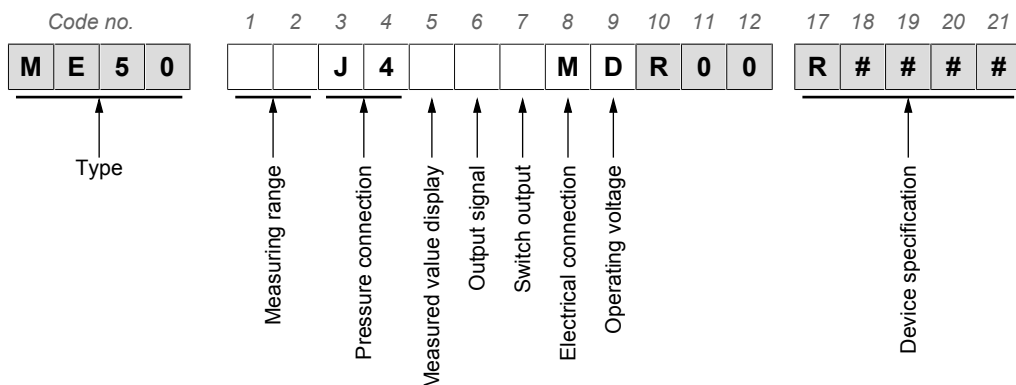 Code no. 1 2 3 4 5 6 7 8 9 10 11 12 17 18 19 20 21
M E 5 0 J 4 M D R 0 0 R # # # #
Type
Measuring range
Pressure connection
Measured value display
Output signal
Switch output
Electrical connection
Operating voltage
Device specification